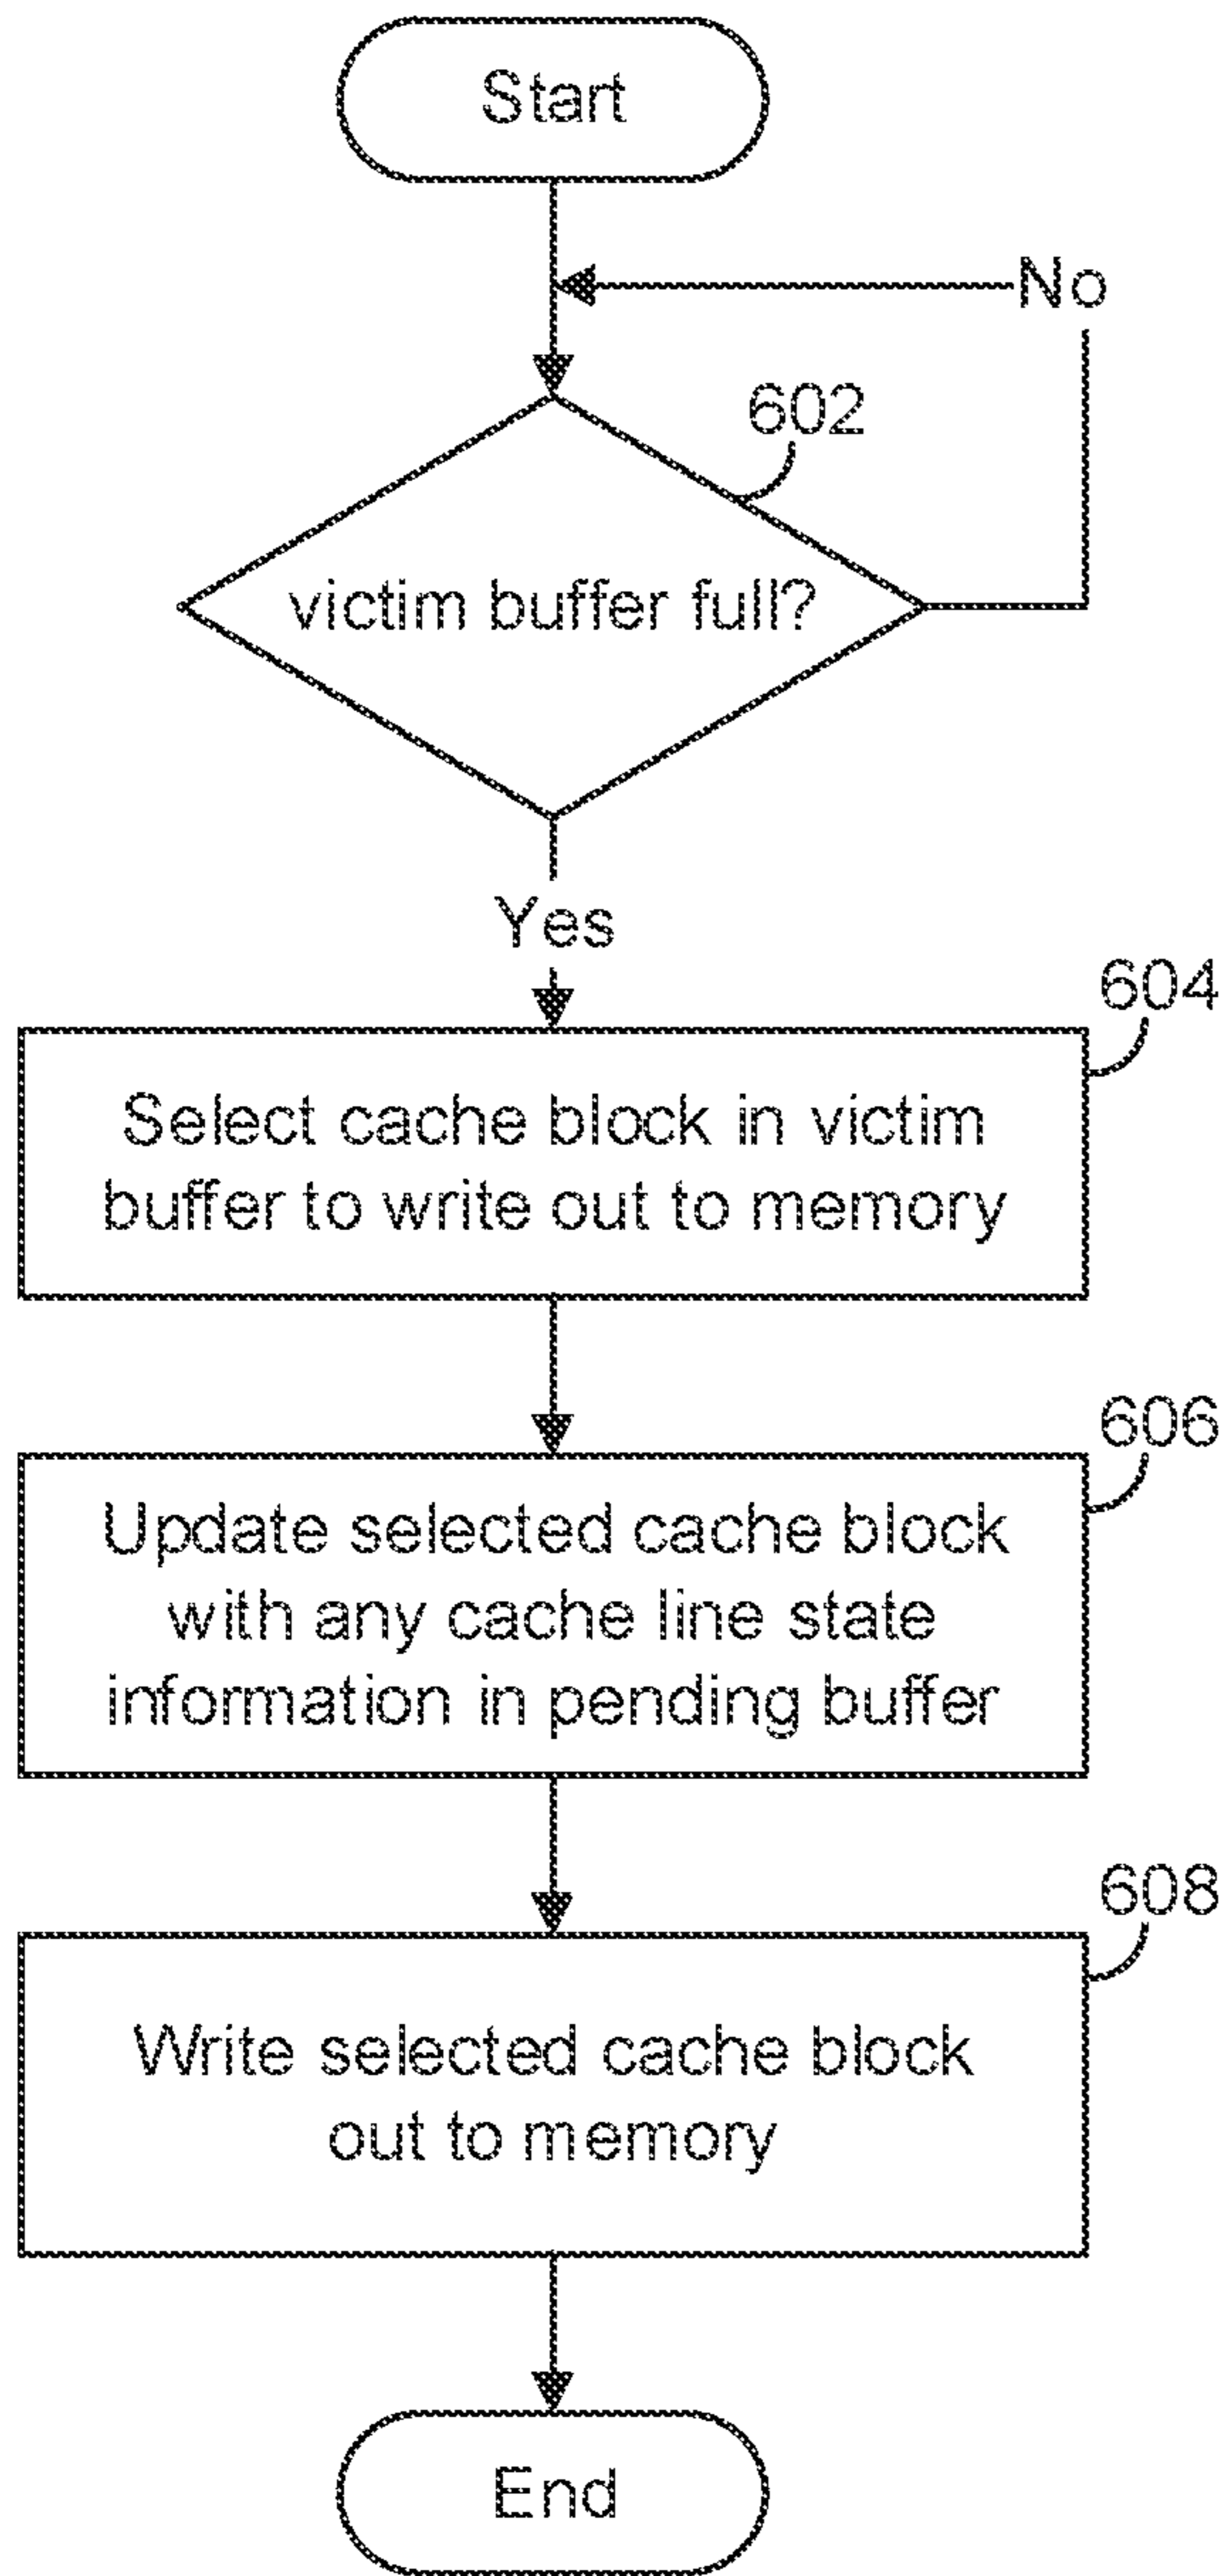 Start
No
602
victim buffer full?
Yes
604
Select cache block in victim
buffer to write out to memory
606
Update selected cache block
with any cache line state
information in pending buffer
608
Write selected cache block
out to memory
End